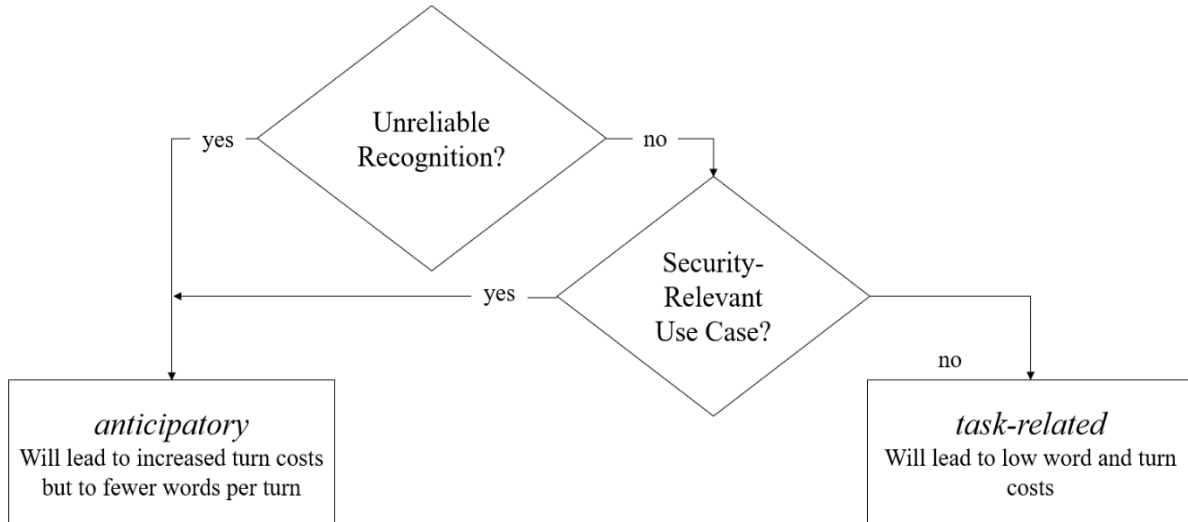 Unreliable
Recognition?
yes
no
Security-
Relevant
Use Case?
yes
no
anticipatory
Will lead to increased turn costs
but to fewer words per turn
task-related
Will lead to low word and turn
costs